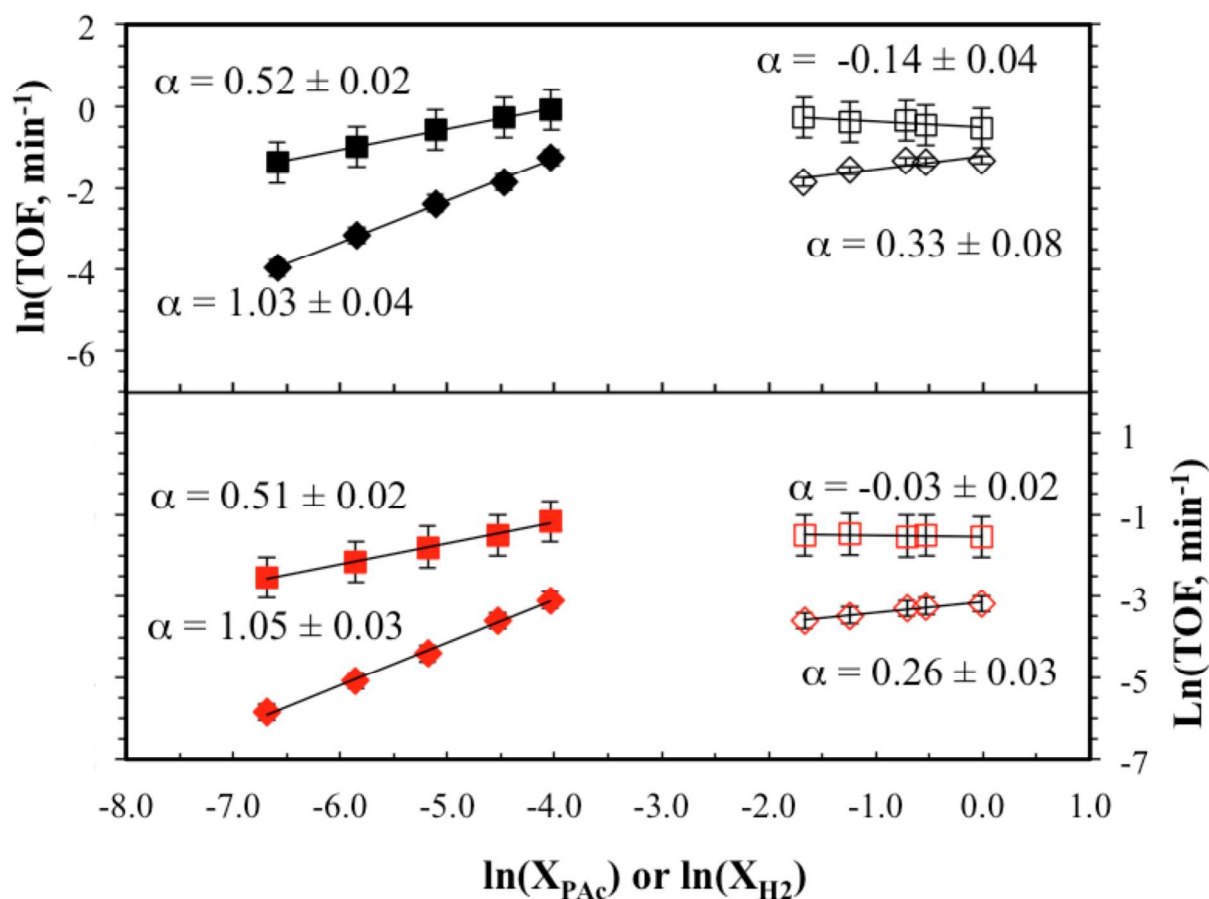 2
0
-2
-4
-6
ln(TOF, min⁻¹)
α = 0.52 ± 0.02
α = -0.14 ± 0.04
α = 0.33 ± 0.08
α = 1.03 ± 0.04
α = 0.51 ± 0.02
α = -0.03 ± 0.02
α = 1.05 ± 0.03
α = 0.26 ± 0.03
1
-1
-3
-5
-7
Ln(TOF, min⁻¹)
-8.0 -7.0 -6.0 -5.0 -4.0 -3.0 -2.0 -1.0 0.0 1.0
ln(X_PAc) or ln(X_H2)